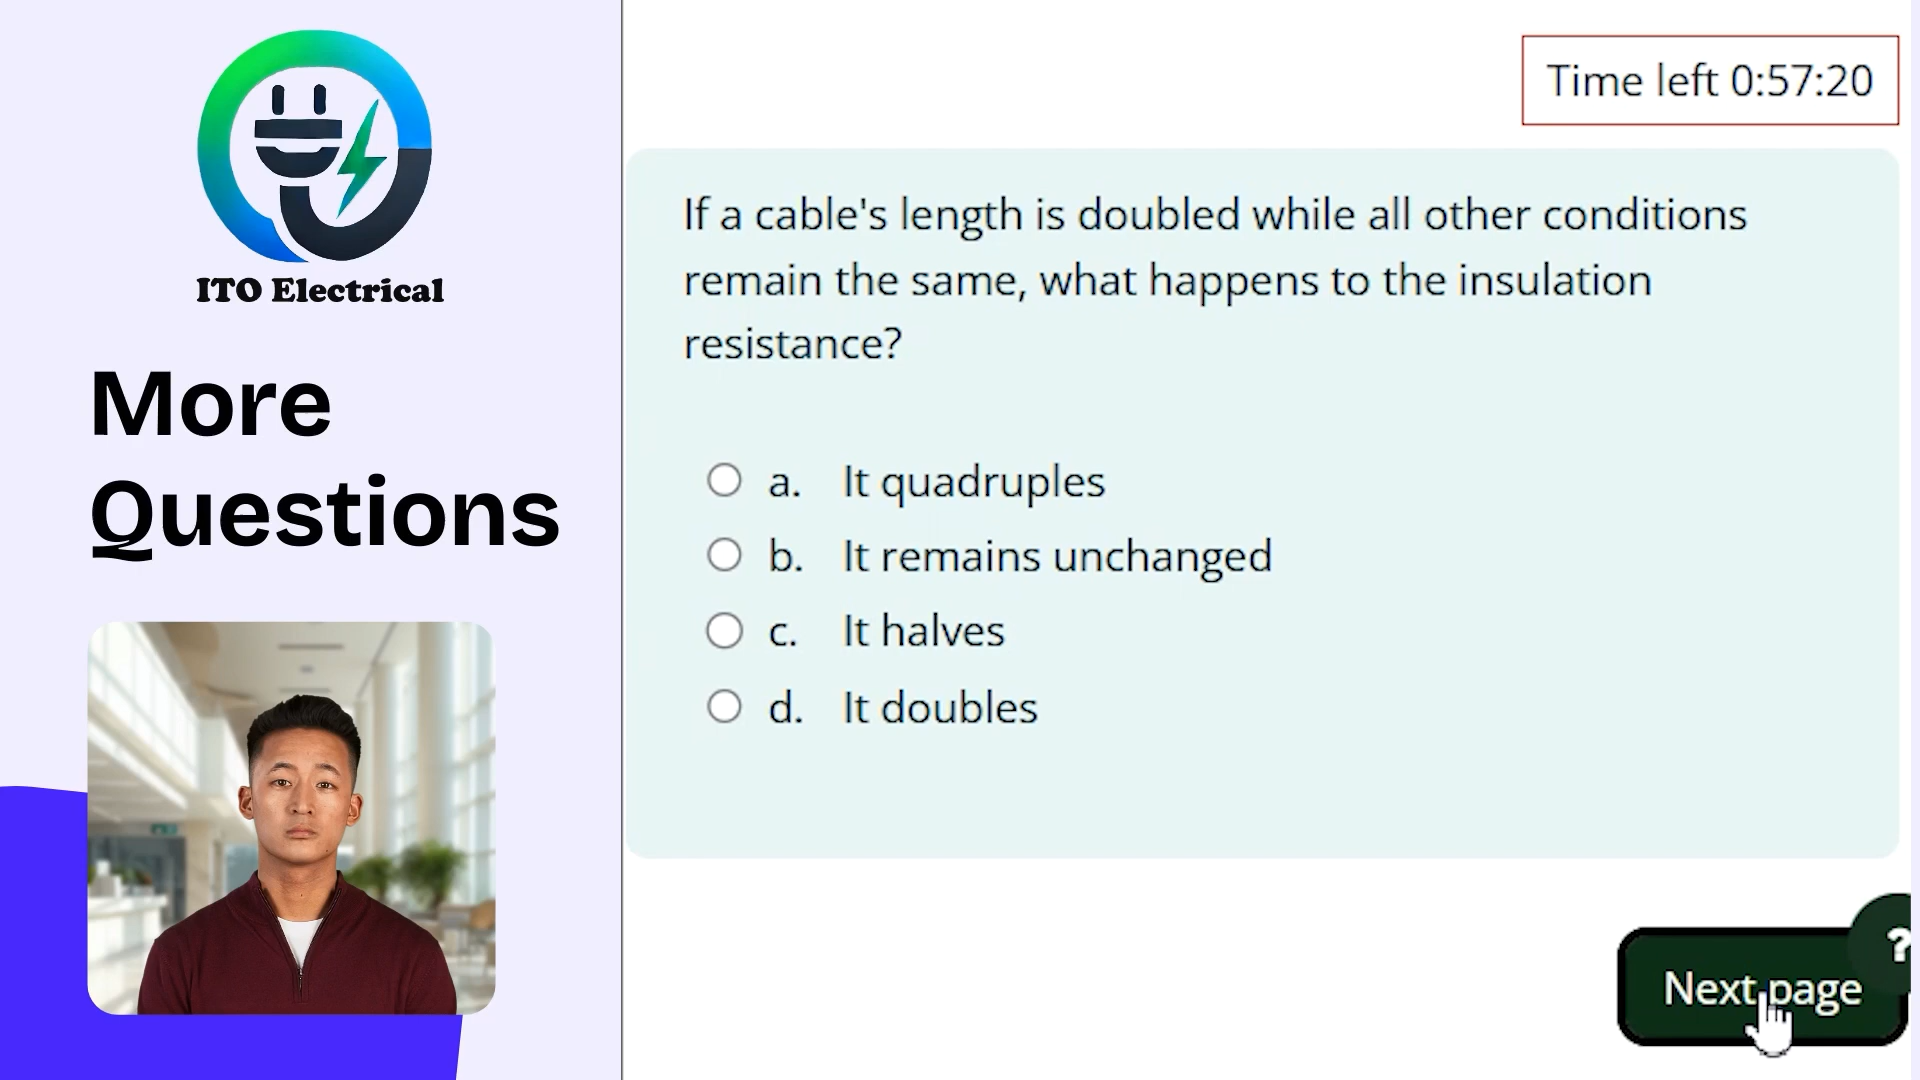 ITO Electrical
More
Questions
Time left 0:57:20
If a cable's length is doubled while all other conditions
remain the same, what happens to the insulation
resistance?
a. It quadruples
b. It remains unchanged
c. It halves
d. It doubles
?
Next page